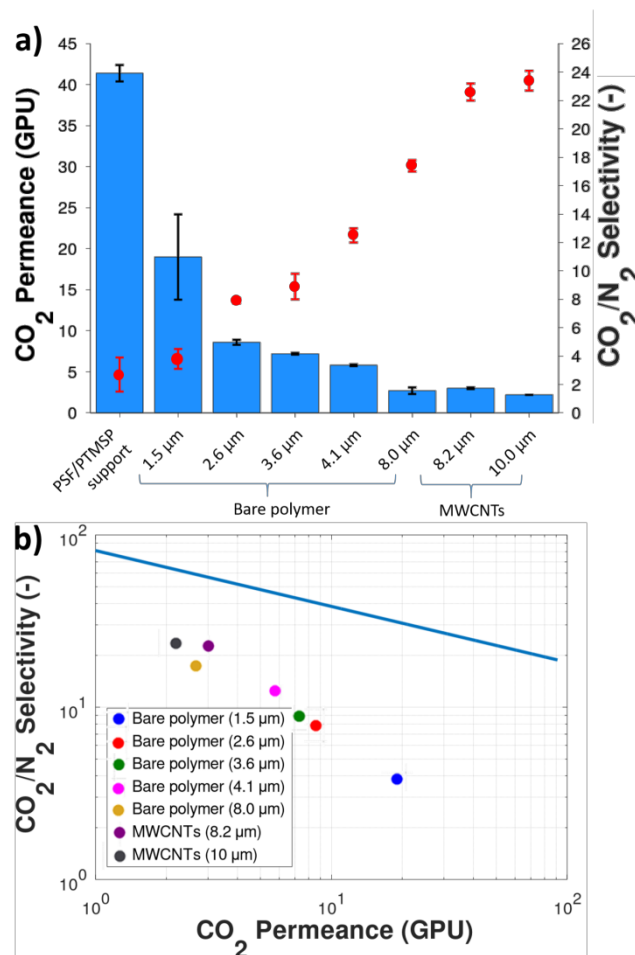 a)
CO2 Permeance (GPU)
45
40
35
30
25
20
15
10
5
0
26
24
22
20
18
16
14
12
10
8
6
4
2
0
CO2/N2 Selectivity (-)
PSF/PTMSP
support
1.5 µm
2.6 µm
3.6 µm
4.1 µm
8.0 µm
8.2 µm
10.0 µm
Bare polymer
MWCNTs
b)
CO2/N2 Selectivity (-)
10^2
10^1
10^0
Bare polymer (1.5 µm)
Bare polymer (2.6 µm)
Bare polymer (3.6 µm)
Bare polymer (4.1 µm)
Bare polymer (8.0 µm)
MWCNTs (8.2 µm)
MWCNTs (10 µm)
10^0
10^1
10^2
CO2 Permeance (GPU)